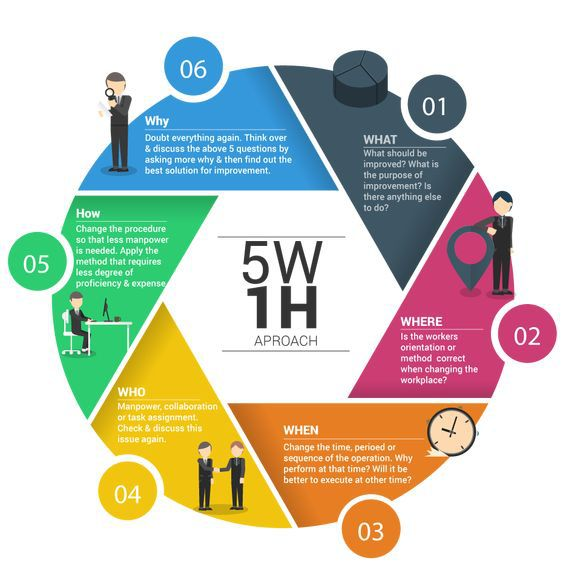 5W
1H
APROACH
01
WHAT
What should be
improved? What is
the purpose of
improvement? Is
there anything else
to do?
02
WHERE
Is the workers
orientation or
method correct
when changing the
workplace?
03
WHEN
Change the time, perioed or
sequence of the operation. Why
perform at that time? Will it be
better to execute at other time?
04
WHO
Manpower, collaboration
or task assignment.
Check & discuss this
issue again.
05
How
Change the procedure
so that less manpower
is needed. Apply the
method that requires
less degree of
proficiency & expense
06
Why
Doubt everything again. Think over
& discuss the above 5 questions by
asking more why & then find out the
best solution for improvement.